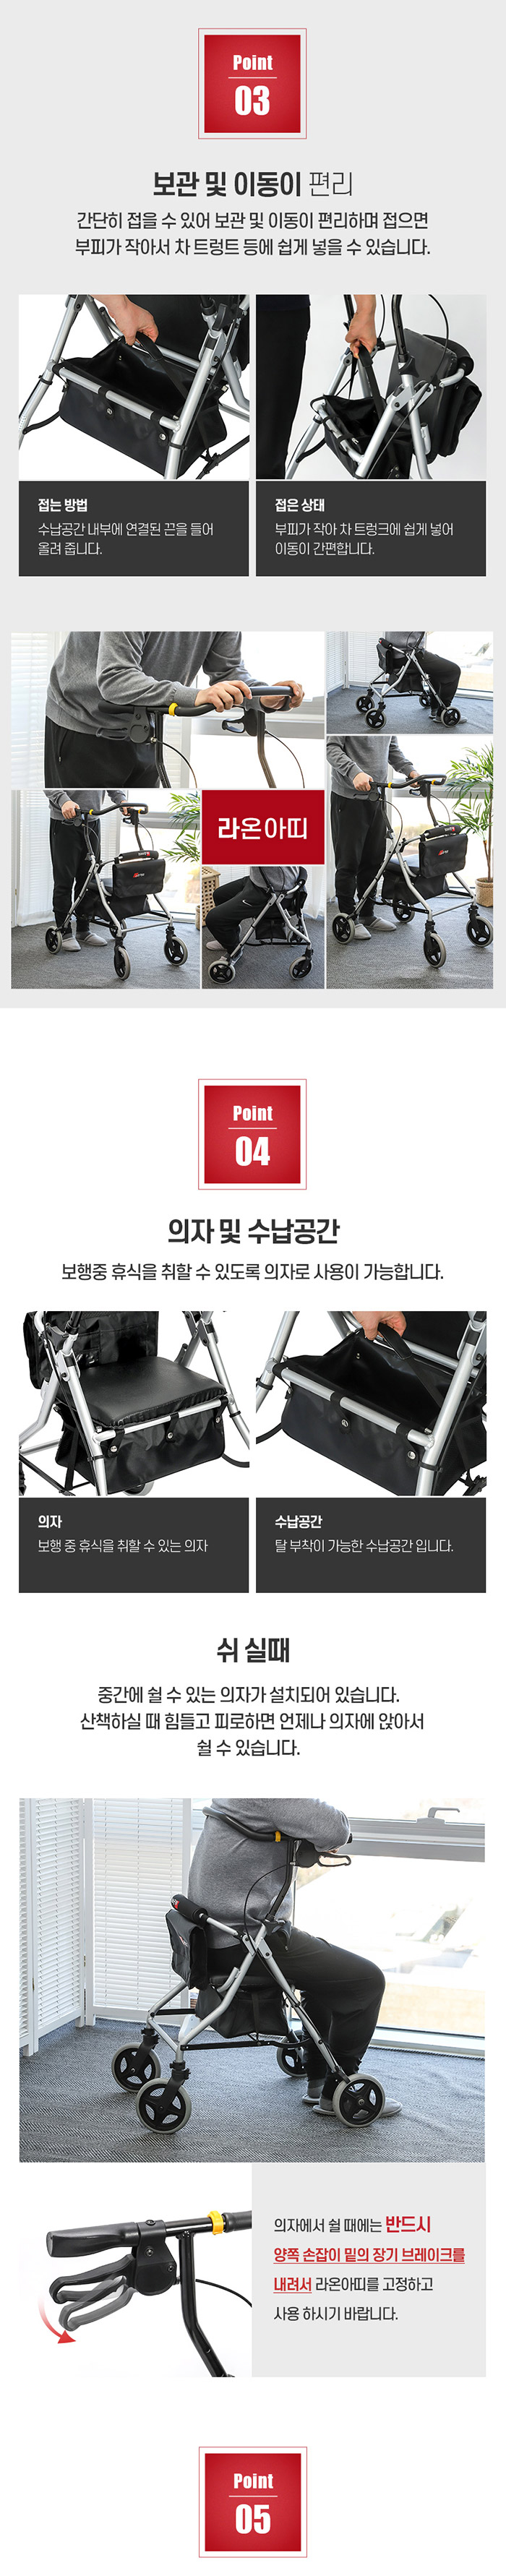 Point
03
보관 및 이동이 편리
간단히 접을 수 있어 보관 및 이동이 편리하며 접으면
부피가 작아서 차 트렁트 등에 쉽게 넣을 수 있습니다.
접는 방법
수납공간 내부에 연결된 끈을 들어
올려 줍니다.
접은 상태
부피가 작아 차 트렁크에 쉽게 넣어
이동이 간편합니다.
라온아띠
Point
04
의자 및 수납공간
보행중 휴식을 취할 수 있도록 의자로 사용이 가능합니다.
의자
보행 중 휴식을 취할 수 있는 의자
수납공간
탈 부착이 가능한 수납공간 입니다.
쉬 실때
중간에 쉴 수 있는 의자가 설치되어 있습니다.
산책하실 때 힘들고 피로하면 언제나 의자에 앉아서
쉴 수 있습니다.
의자에서 쉴 때에는 반드시
양쪽 손잡이 밑의 장기 브레이크를
내려서 라온아띠를 고정하고
사용 하시기 바랍니다.
Point
05